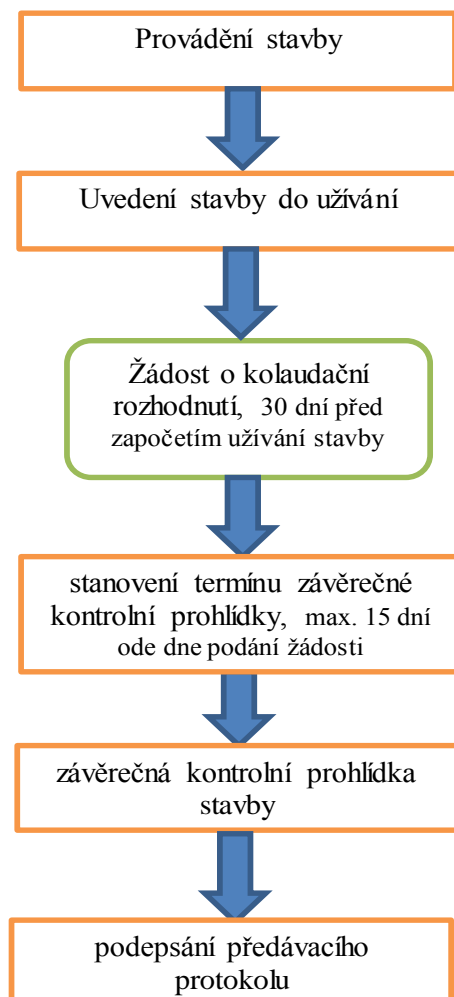 Provádění stavby
Uvedení stavby do užívání
Žádost o kolaudační
rozhodnutí, 30 dní před
započetím užívání stavby
stanovení termínu závěrečné
kontrolní prohlídky, max. 15 dní
ode dne podání žádosti
závěrečná kontrolní prohlídka
stavby
podepsání předávacího
protokolu